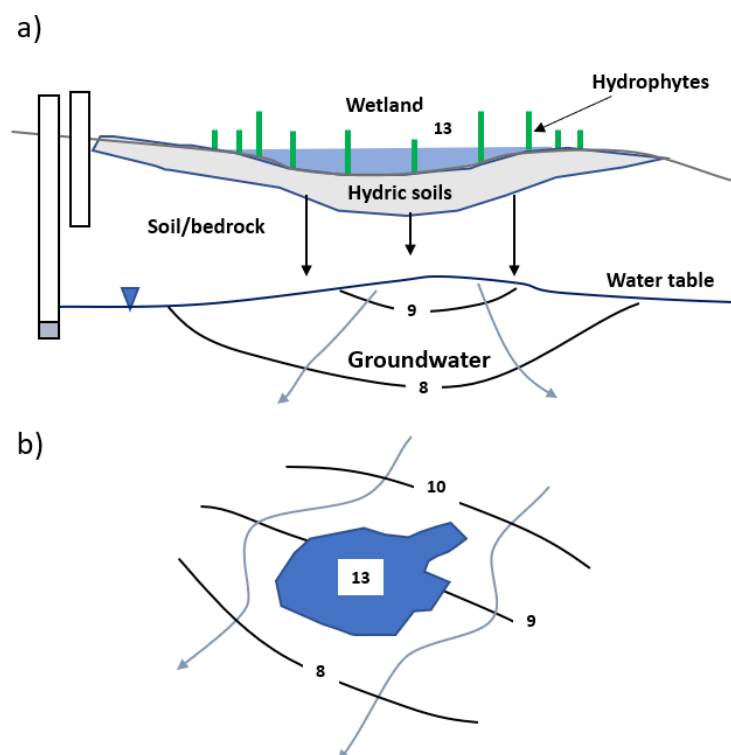 a)
Hydrophytes
Wetland
13
Hydric soils
Soil/bedrock
Water table
9
Groundwater
8
b)
10
13
9
8